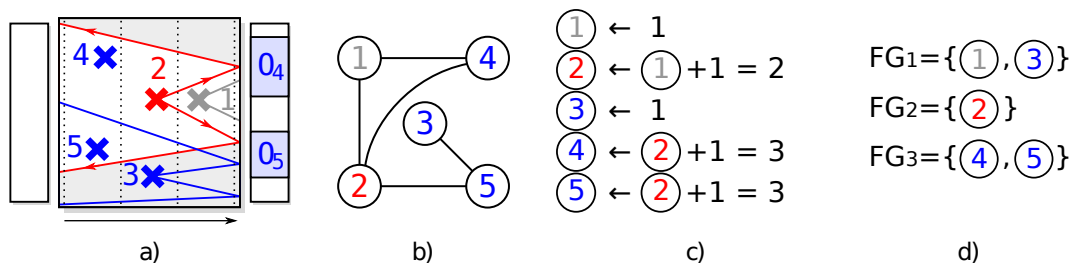 4
2
1
5
3
0₄
0₅
a)
1
4
3
2
5
b)
1 ← 1
2 ← 1 +1 = 2
3 ← 1
4 ← 2 +1 = 3
5 ← 2 +1 = 3
c)
FG₁={ 1 , 3 }
FG₂={ 2 }
FG₃={ 4 , 5 }
d)